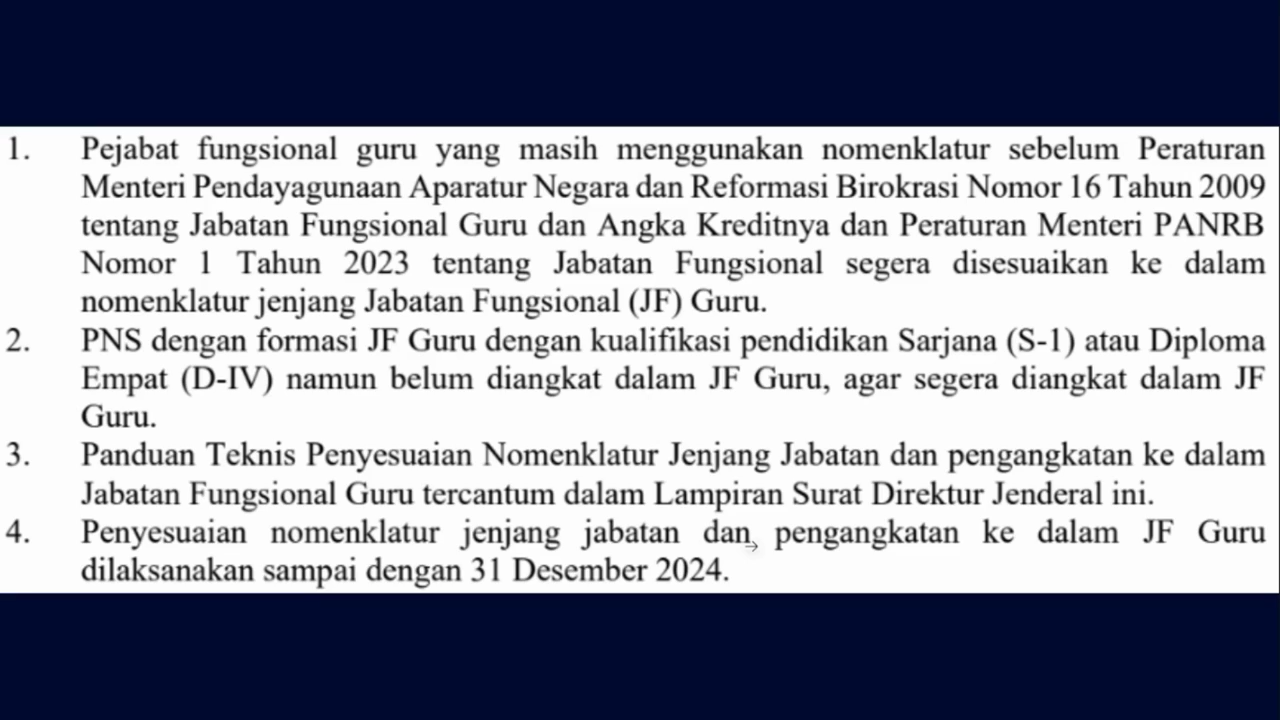 1. Pejabat fungsional guru yang masih menggunakan nomenklatur sebelum Peraturan
Menteri Pendayagunaan Aparatur Negara dan Reformasi Birokrasi Nomor 16 Tahun 2009
tentang Jabatan Fungsional Guru dan Angka Kreditnya dan Peraturan Menteri PANRB
Nomor 1 Tahun 2023 tentang Jabatan Fungsional segera disesuaikan ke dalam
nomenklatur jenjang Jabatan Fungsional (JF) Guru.
2. PNS dengan formasi JF Guru dengan kualifikasi pendidikan Sarjana (S-1) atau Diploma
Empat (D-IV) namun belum diangkat dalam JF Guru, agar segera diangkat dalam JF
Guru.
3. Panduan Teknis Penyesuaian Nomenklatur Jenjang Jabatan dan pengangkatan ke dalam
Jabatan Fungsional Guru tercantum dalam Lampiran Surat Direktur Jenderal ini.
4. Penyesuaian nomenklatur jenjang jabatan dan pengangkatan ke dalam JF Guru
dilaksanakan sampai dengan 31 Desember 2024.